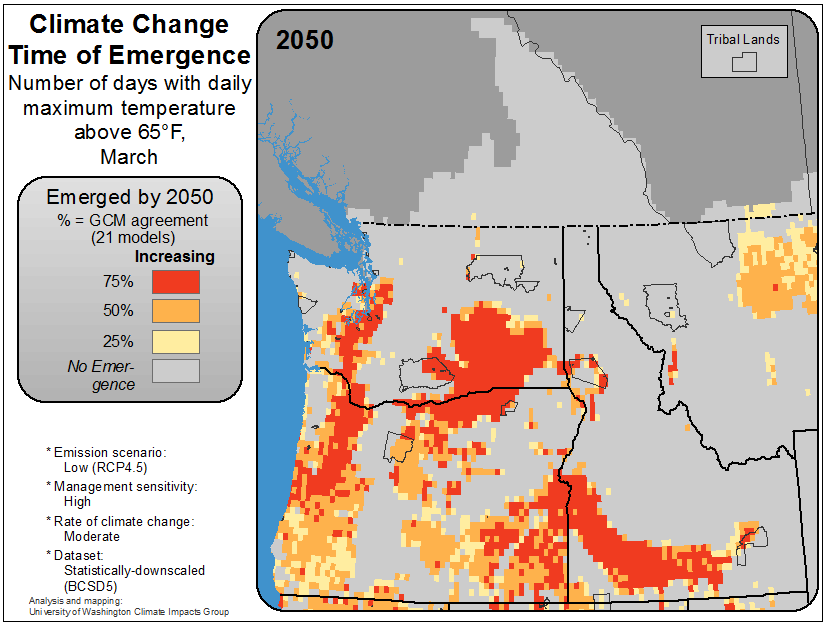 Climate Change
Time of Emergence
Number of days with daily
maximum temperature
above 65°F,
March
Emerged by 2050
% = GCM agreement
(21 models)
Increasing
75%
50%
25%
No Emer-
gence
* Emission scenario:
Low (RCP4.5)
* Management sensitivity:
High
* Rate of climate change:
Moderate
* Dataset:
Statistically-downscaled
(BCSD5)
Analysis and mapping:
University of Washington Climate Impacts Group
2050
Tribal Lands